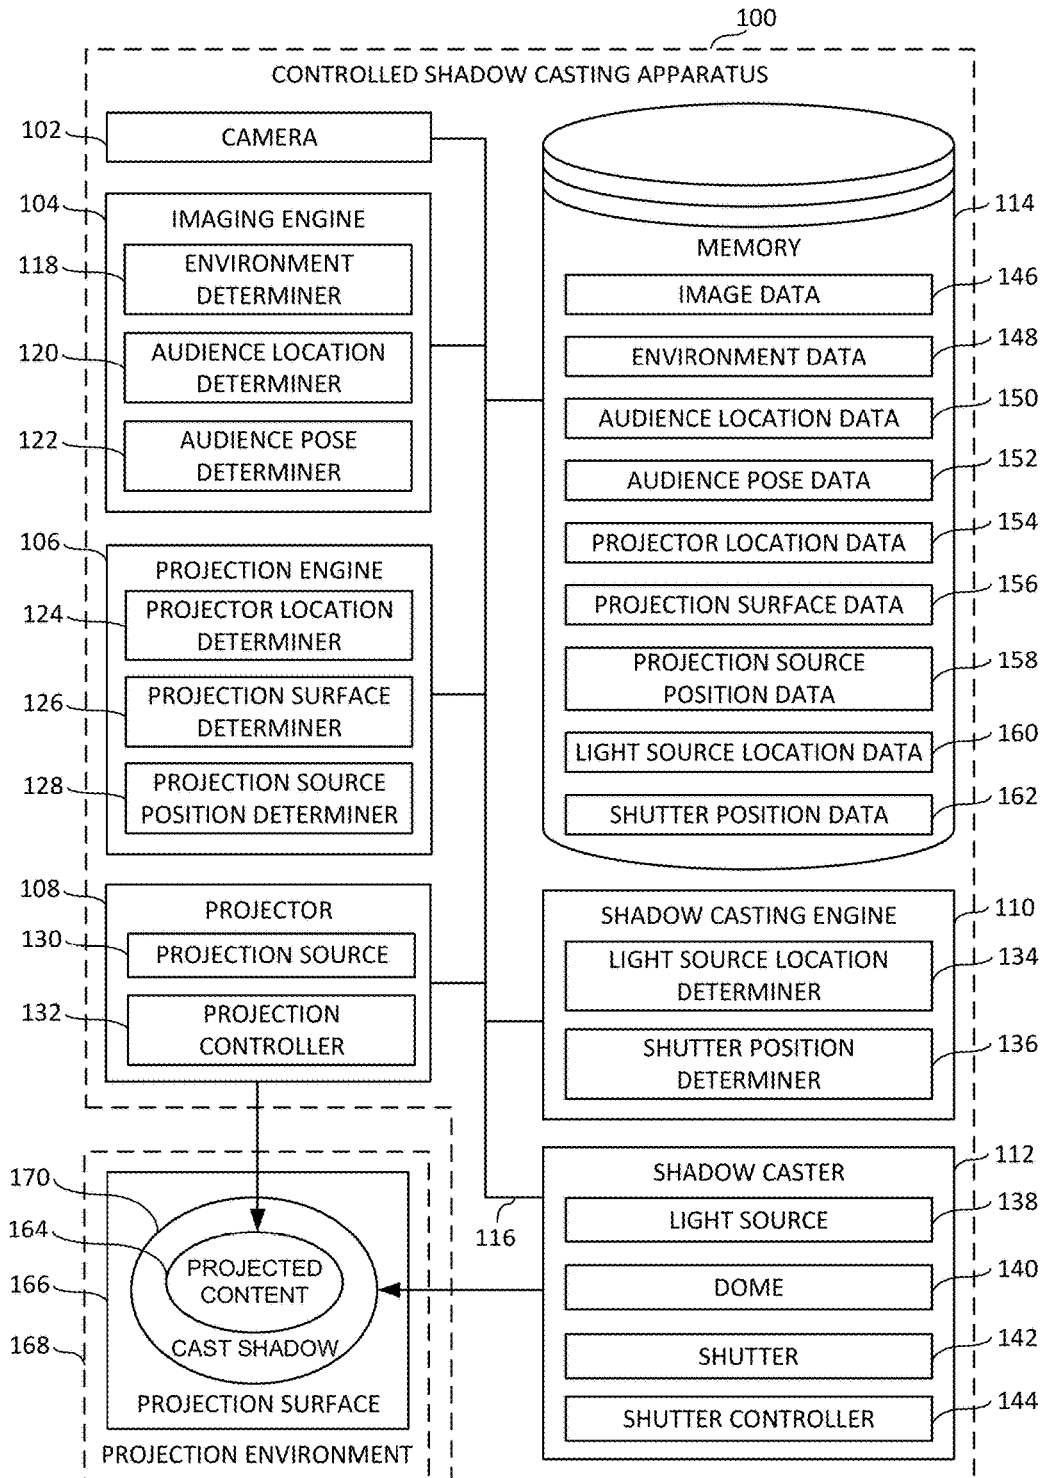 100
CONTROLLED SHADOW CASTING APPARATUS
102
CAMERA
104
IMAGING ENGINE
118
ENVIRONMENT
DETERMINER
120
AUDIENCE LOCATION
DETERMINER
122
AUDIENCE POSE
DETERMINER
106
PROJECTION ENGINE
124
PROJECTOR LOCATION
DETERMINER
126
PROJECTION SURFACE
DETERMINER
128
PROJECTION SOURCE
POSITION DETERMINER
108
PROJECTOR
130
PROJECTION SOURCE
132
PROJECTION
CONTROLLER
114
MEMORY
IMAGE DATA
146
ENVIRONMENT DATA
148
AUDIENCE LOCATION DATA
150
AUDIENCE POSE DATA
152
PROJECTOR LOCATION DATA
154
PROJECTION SURFACE DATA
156
PROJECTION SOURCE
POSITION DATA
158
LIGHT SOURCE LOCATION DATA
160
SHUTTER POSITION DATA
162
SHADOW CASTING ENGINE
110
LIGHT SOURCE LOCATION
DETERMINER
134
SHUTTER POSITION
DETERMINER
136
SHADOW CASTER
112
LIGHT SOURCE
138
DOME
140
SHUTTER
142
SHUTTER CONTROLLER
144
116
170
164
PROJECTED
CONTENT
166
CAST SHADOW
168
PROJECTION SURFACE
PROJECTION ENVIRONMENT